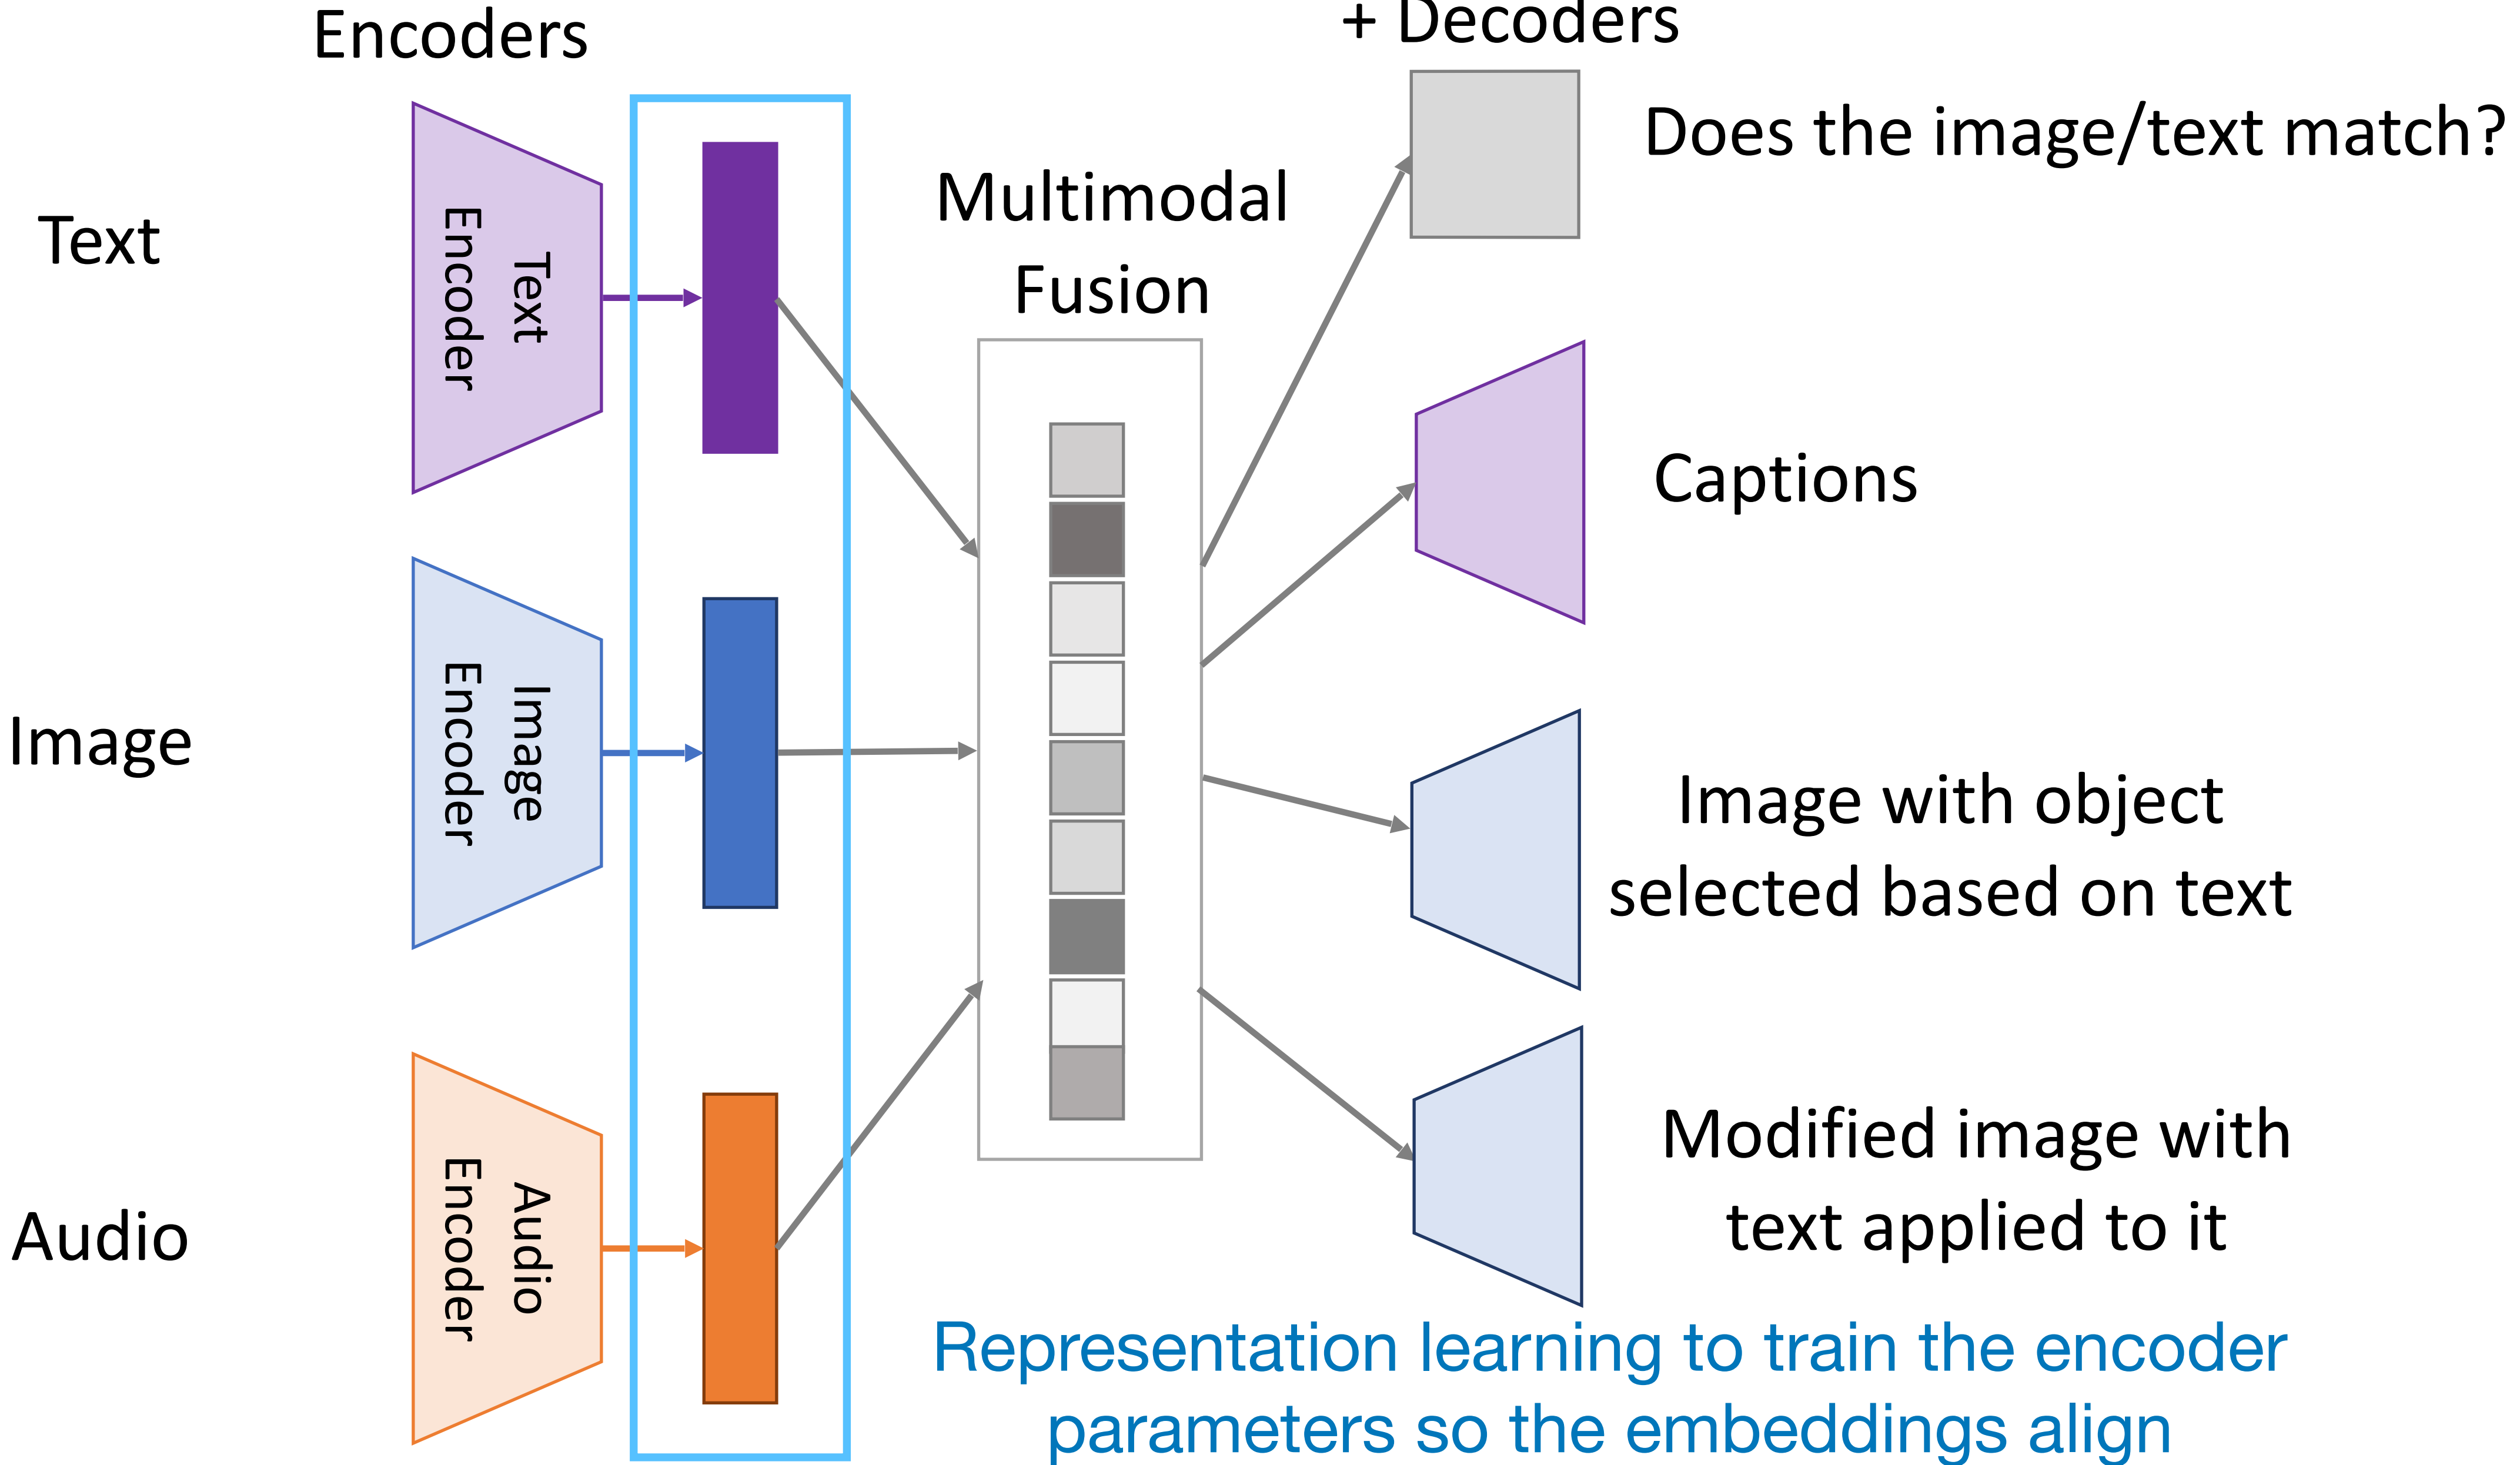 Encoders
+ Decoders
Text
Text
Encoder
Multimodal
Fusion
Does the image/text match?
Captions
Image
Image
Encoder
Image with object
selected based on text
Audio
Audio
Encoder
Modified image with
text applied to it
Representation learning to train the encoder
parameters so the embeddings align